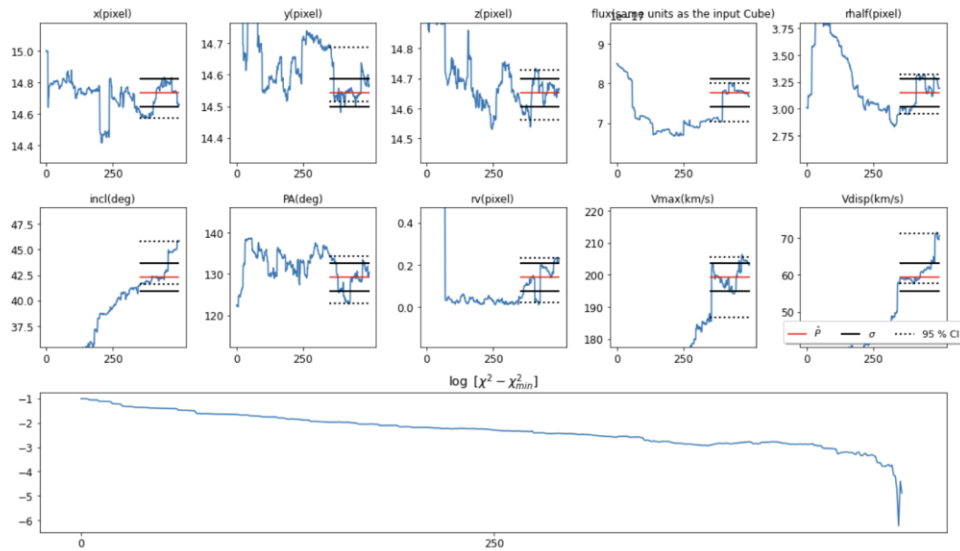 x(pixel) y(pixel) z(pixel) flux(same units as the input Cube) rhalf(pixel)
15.0 14.8 14.6 14.4
14.7 14.6 14.5
14.8 14.7 14.6 14.5
9 8 7
3.75 3.50 3.25 3.00 2.75
0 250 0 250 0 250 0 250 0 250
incl(deg) PA(deg) rv(pixel) Vmax(km/s) Vdisp(km/s)
47.5 45.0 42.5 40.0 37.5
140 130 120
0.4 0.2 0.0
220 210 200 190 180
70 60 50
P̂ σ 95 % CI
0 250 0 250 0 250 0 250 0 250
log [χ² − χ²min]
-1
-2
-3
-4
-5
-6
0 250